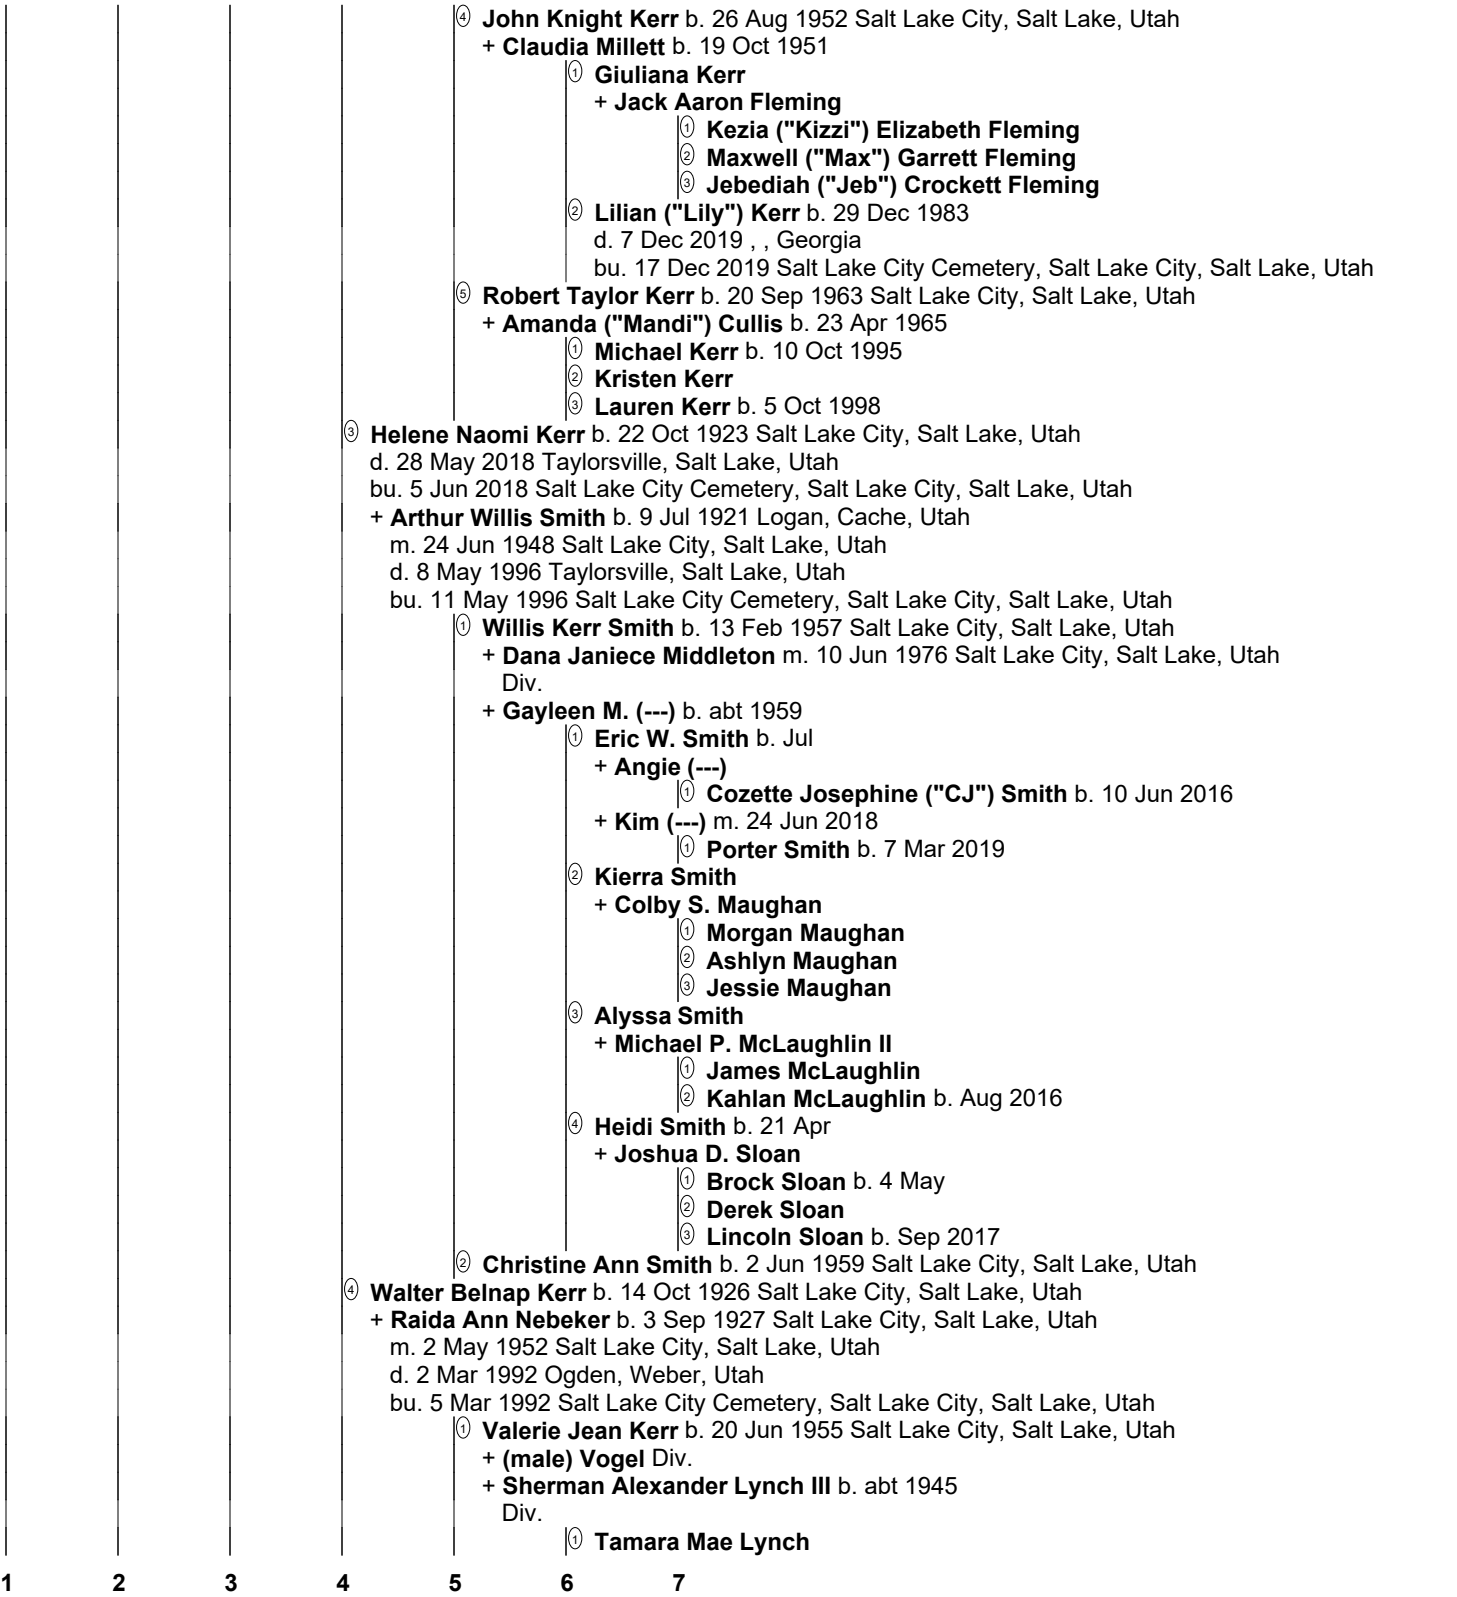 ④ John Knight Kerr b. 26 Aug 1952 Salt Lake City, Salt Lake, Utah
+ Claudia Millett b. 19 Oct 1951
① Giuliana Kerr
+ Jack Aaron Fleming
① Kezia ("Kizzi") Elizabeth Fleming
② Maxwell ("Max") Garrett Fleming
③ Jebediah ("Jeb") Crockett Fleming
② Lilian ("Lily") Kerr b. 29 Dec 1983
d. 7 Dec 2019 , , Georgia
bu. 17 Dec 2019 Salt Lake City Cemetery, Salt Lake City, Salt Lake, Utah
⑤ Robert Taylor Kerr b. 20 Sep 1963 Salt Lake City, Salt Lake, Utah
+ Amanda ("Mandi") Cullis b. 23 Apr 1965
① Michael Kerr b. 10 Oct 1995
② Kristen Kerr
③ Lauren Kerr b. 5 Oct 1998
③ Helene Naomi Kerr b. 22 Oct 1923 Salt Lake City, Salt Lake, Utah
d. 28 May 2018 Taylorsville, Salt Lake, Utah
bu. 5 Jun 2018 Salt Lake City Cemetery, Salt Lake City, Salt Lake, Utah
+ Arthur Willis Smith b. 9 Jul 1921 Logan, Cache, Utah
m. 24 Jun 1948 Salt Lake City, Salt Lake, Utah
d. 8 May 1996 Taylorsville, Salt Lake, Utah
bu. 11 May 1996 Salt Lake City Cemetery, Salt Lake City, Salt Lake, Utah
① Willis Kerr Smith b. 13 Feb 1957 Salt Lake City, Salt Lake, Utah
+ Dana Janiece Middleton m. 10 Jun 1976 Salt Lake City, Salt Lake, Utah
Div.
+ Gayleen M. (---) b. abt 1959
① Eric W. Smith b. Jul
+ Angie (---)
① Cozette Josephine ("CJ") Smith b. 10 Jun 2016
+ Kim (---) m. 24 Jun 2018
① Porter Smith b. 7 Mar 2019
② Kierra Smith
+ Colby S. Maughan
① Morgan Maughan
② Ashlyn Maughan
③ Jessie Maughan
③ Alyssa Smith
+ Michael P. McLaughlin II
① James McLaughlin
② Kahlan McLaughlin b. Aug 2016
④ Heidi Smith b. 21 Apr
+ Joshua D. Sloan
① Brock Sloan b. 4 May
② Derek Sloan
③ Lincoln Sloan b. Sep 2017
② Christine Ann Smith b. 2 Jun 1959 Salt Lake City, Salt Lake, Utah
④ Walter Belnap Kerr b. 14 Oct 1926 Salt Lake City, Salt Lake, Utah
+ Raida Ann Nebeker b. 3 Sep 1927 Salt Lake City, Salt Lake, Utah
m. 2 May 1952 Salt Lake City, Salt Lake, Utah
d. 2 Mar 1992 Ogden, Weber, Utah
bu. 5 Mar 1992 Salt Lake City Cemetery, Salt Lake City, Salt Lake, Utah
① Valerie Jean Kerr b. 20 Jun 1955 Salt Lake City, Salt Lake, Utah
+ (male) Vogel Div.
+ Sherman Alexander Lynch III b. abt 1945
Div.
① Tamara Mae Lynch
1 2 3 4 5 6 7